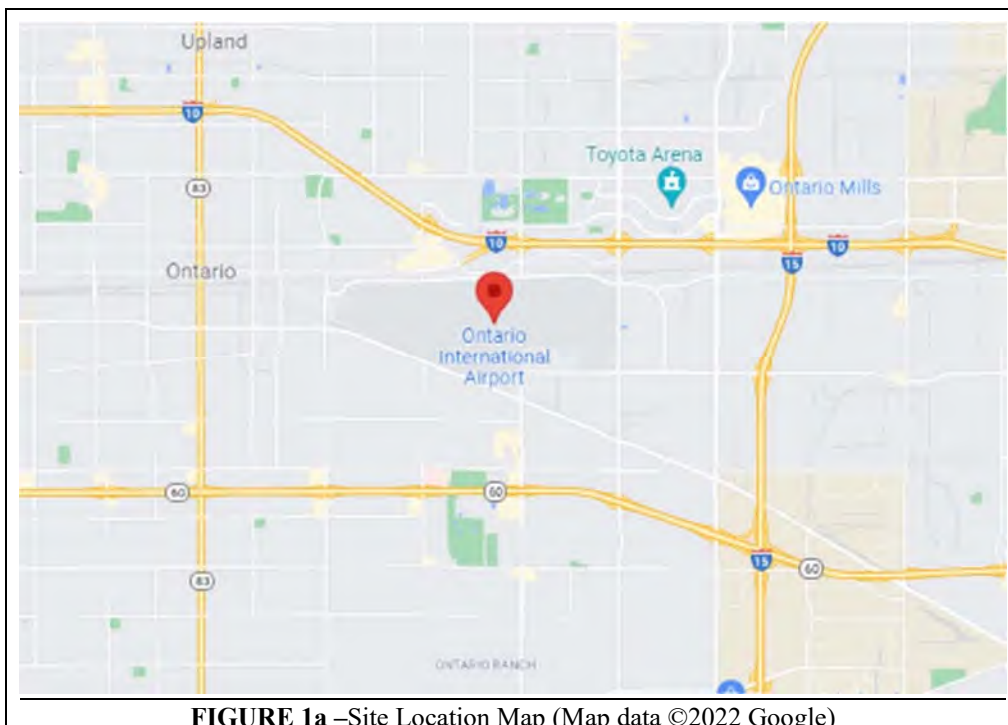 Upland
10
83
Toyota Arena
Ontario Mills
10
10
15
Ontario
Ontario
International
Airport
60
60
15
60
83
ONTARIO RANCH
FIGURE 1a –Site Location Map (Map data ©2022 Google)